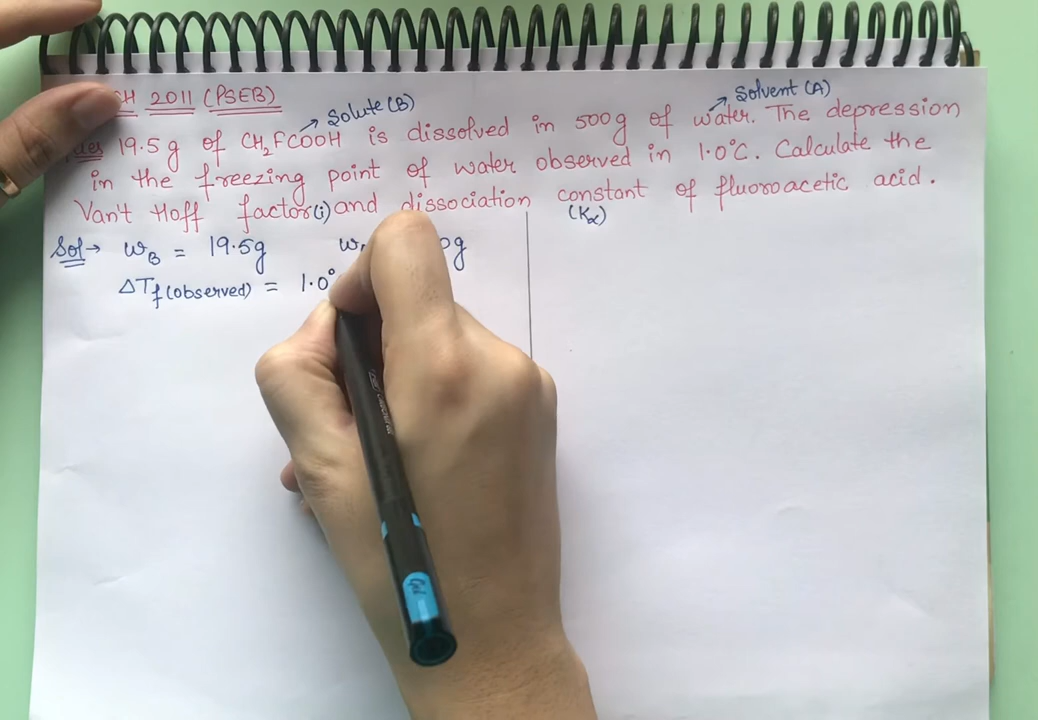 2011 (PSEB)
→ Solute (B)
→ Solvent (A)
19.5 g of CH₂FCOOH is dissolved in 500g of water. The depression
in the freezing point of water observed in 1.0°C. Calculate the
Van't Hoff factor(i) and dissociation constant of fluoroacetic acid.
(Kα)
Sol → wB = 19.5g g
ΔTf (observed) = 1.0°